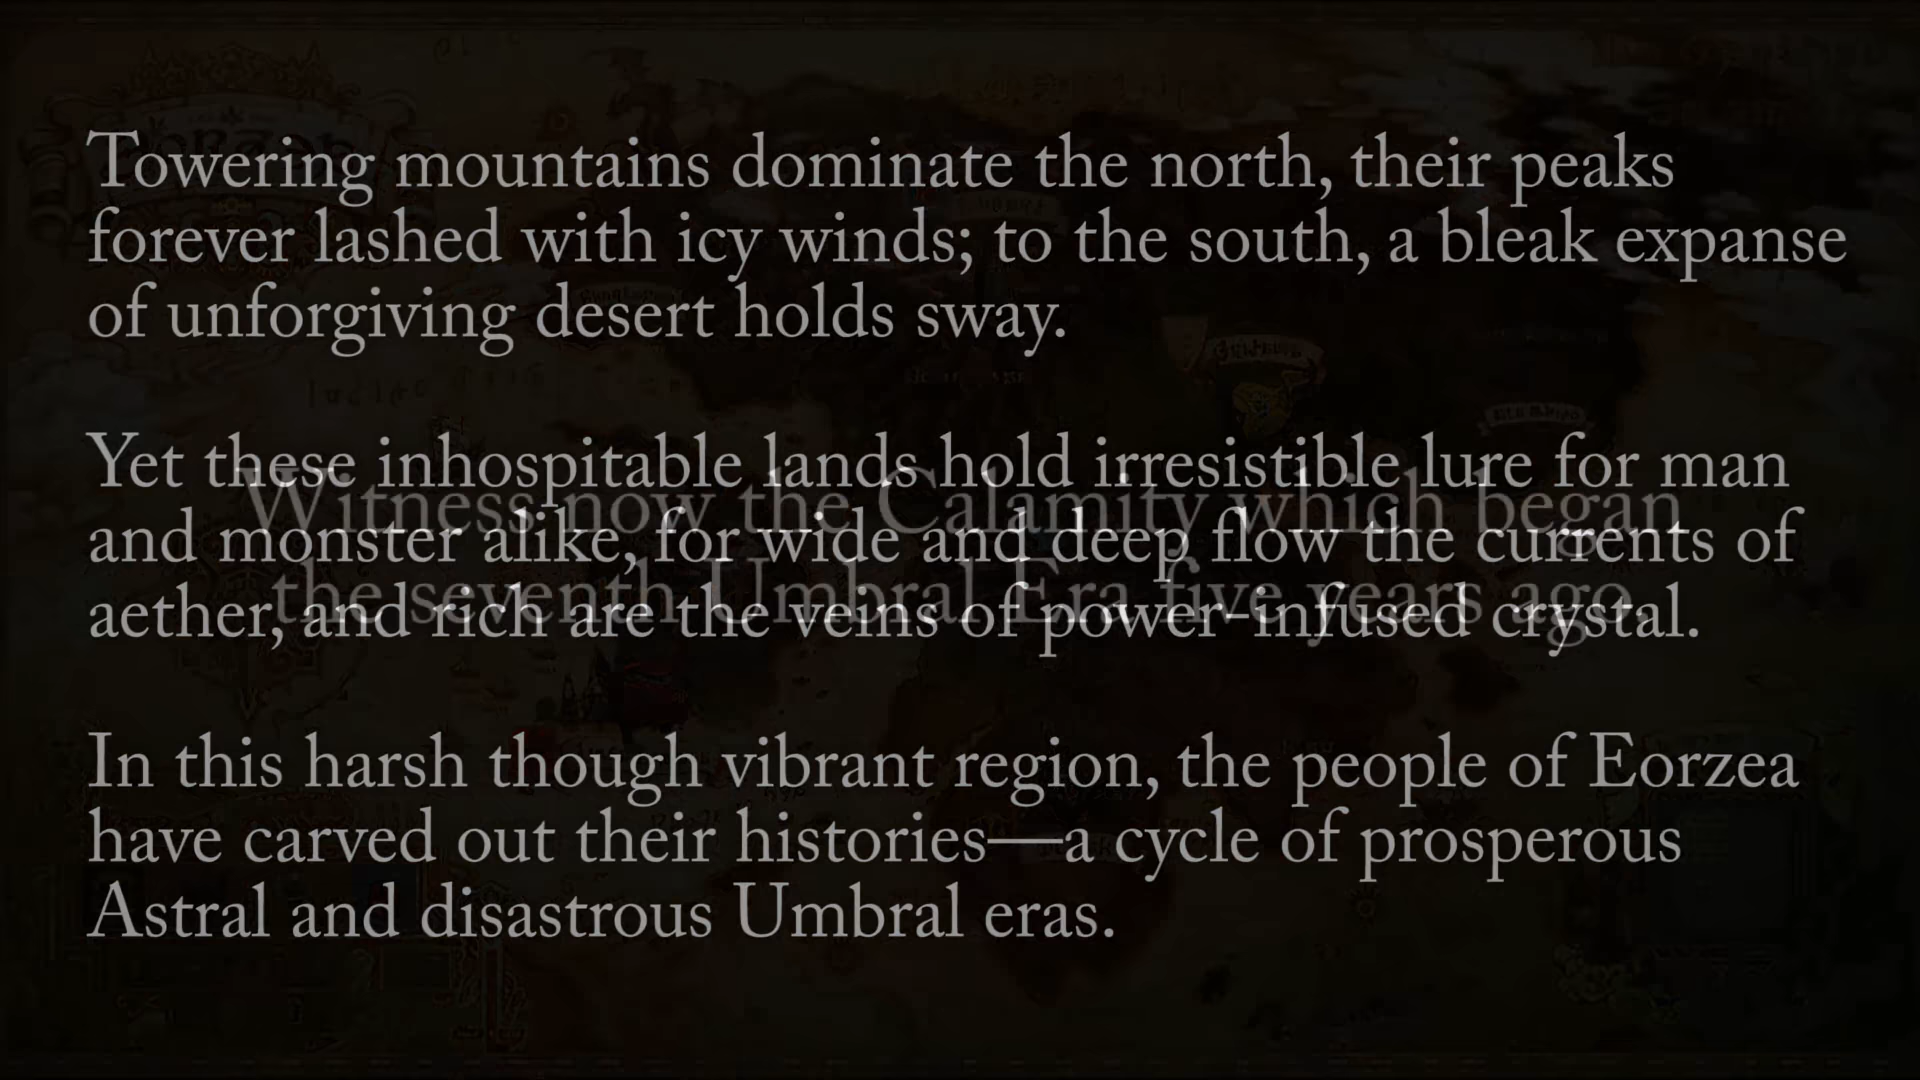 Towering mountains dominate the north, their peaks
forever lashed with icy winds; to the south, a bleak expanse
of unforgiving desert holds sway.
Yet these inhospitable lands hold irresistible lure for man
and monster alike, for wide and deep flow the currents of
aether, and rich are the veins of power-infused crystal.
Witness now the Calamity which began
the seventh Umbral Era five years ago.
In this harsh though vibrant region, the people of Eorzea
have carved out their histories—a cycle of prosperous
Astral and disastrous Umbral eras.